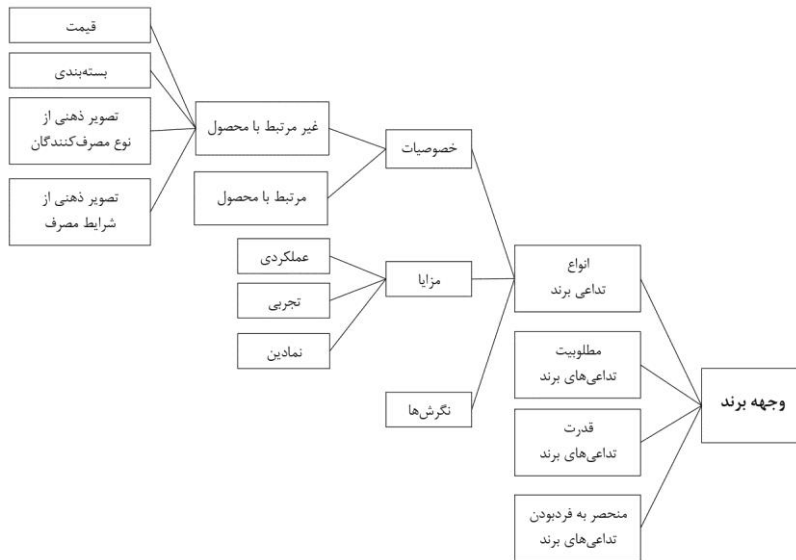 وجهه برند
انواع
تداعی برند
مطلوبیت
تداعی‌های برند
قدرت
تداعی‌های برند
منحصر به فردبودن
تداعی‌های برند
خصوصیات
مزایا
نگرش‌ها
غیر مرتبط با محصول
مرتبط با محصول
عملکردی
تجربی
نمادین
قیمت
بسته‌بندی
تصویر ذهنی از
نوع مصرف‌کنندگان
تصویر ذهنی از
شرایط مصرف